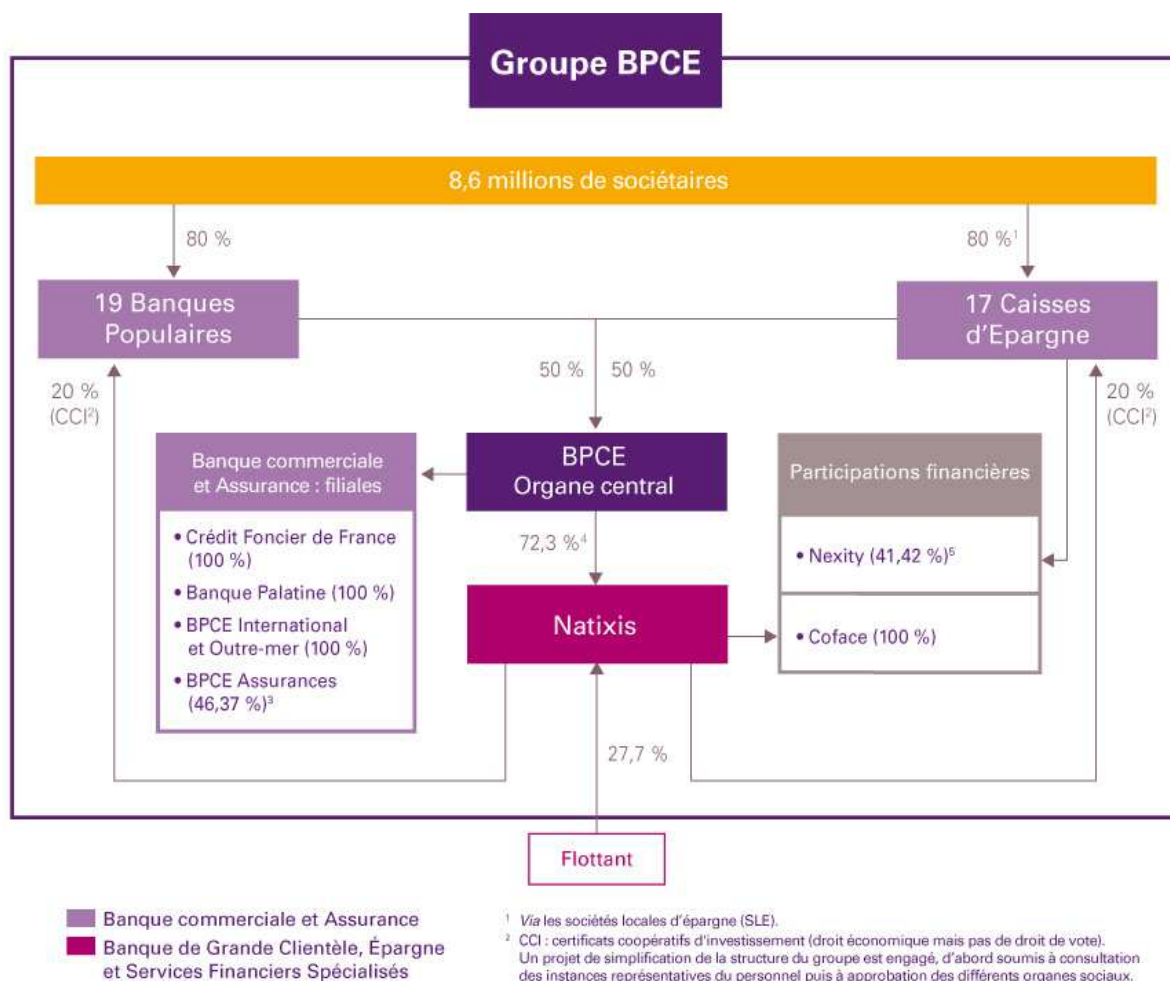 Groupe BPCE
8,6 millions de sociétaires
80 %
80 %¹
19 Banques
Populaires
17 Caisses
d'Epargne
50 %
50 %
20 %
(CCI²)
20 %
(CCI²)
Banque commerciale
et Assurance : filiales
• Crédit Foncier de France
(100 %)
• Banque Palatine (100 %)
• BPCE International
et Outre-mer (100 %)
• BPCE Assurances
(46,37 %)³
BPCE
Organe central
72,3 %⁴
Natixis
Participations financières
• Nexity (41,42 %)⁵
• Coface (100 %)
27,7 %
Flottant
Banque commerciale et Assurance
Banque de Grande Clientèle, Épargne
et Services Financiers Spécialisés
¹ Via les sociétés locales d'épargne (SLE).
² CCI : certificats coopératifs d'investissement (droit économique mais pas de droit de vote).
Un projet de simplification de la structure du groupe est engagé, d'abord soumis à consultation
des instances représentatives du personnel puis à approbation des différents organes sociaux.